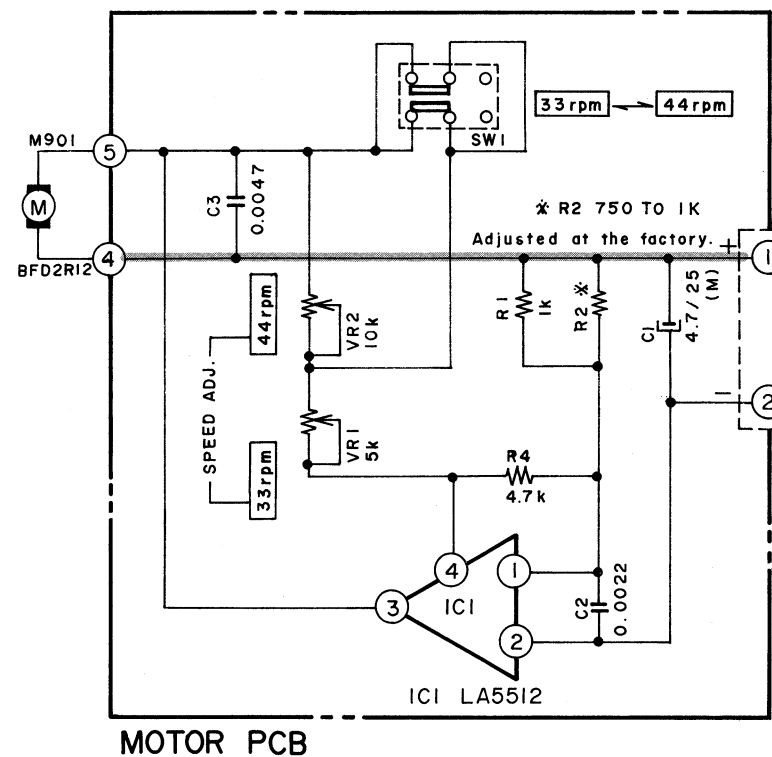 33rpm 44rpm
SW1
M901
5
M
C3
0.0047
※ R2 750 TO 1K
Adjusted at the factory.
+
1
4
BFD2R12
44rpm
VR2
10k
R1
1k
R2 ※
C1
4.7/25
(M)
SPEED ADJ.
−
2
33rpm
VR1
5k
R4
4.7k
4
1
3
IC1
2
C2
0.0022
IC1 LA5512
MOTOR PCB